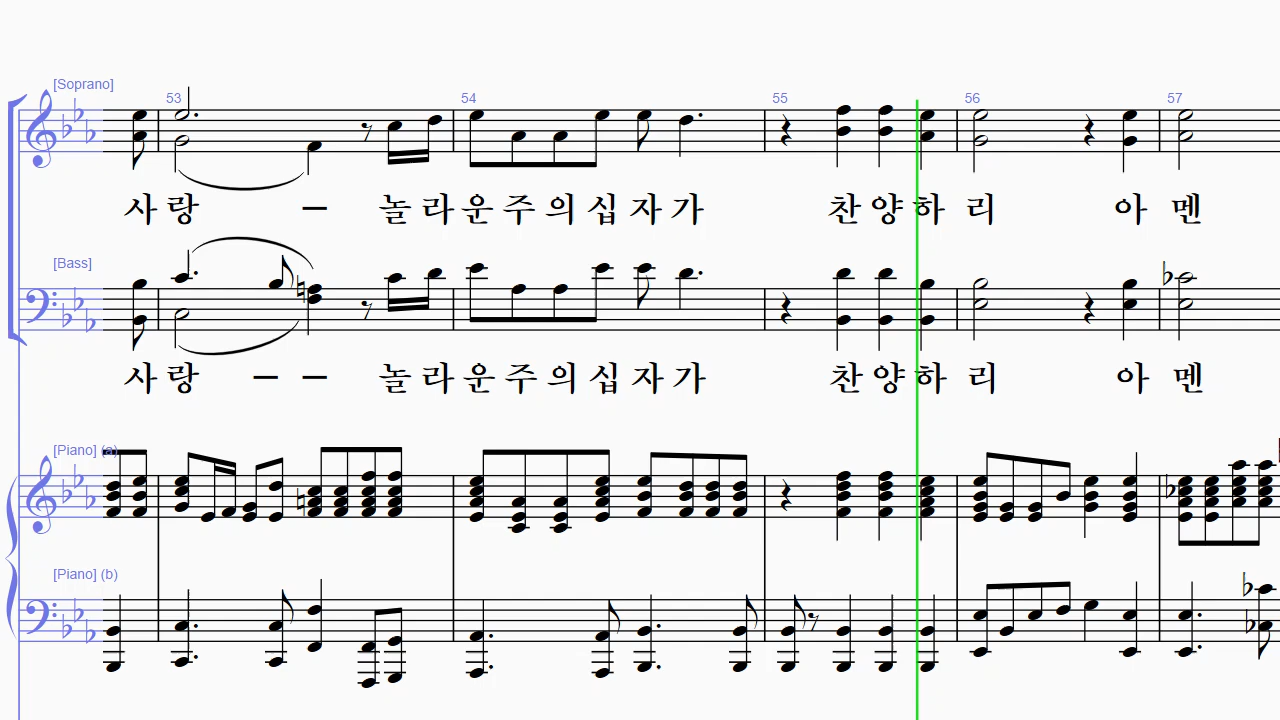 [Soprano]
53 54 55 56 57
사 랑 – 놀 라 운 주 의 십 자 가 찬 양 하 리 아 멘
[Bass]
사 랑 – – 놀 라 운 주 의 십 자 가 찬 양 하 리 아 멘
[Piano] (a)
[Piano] (b)